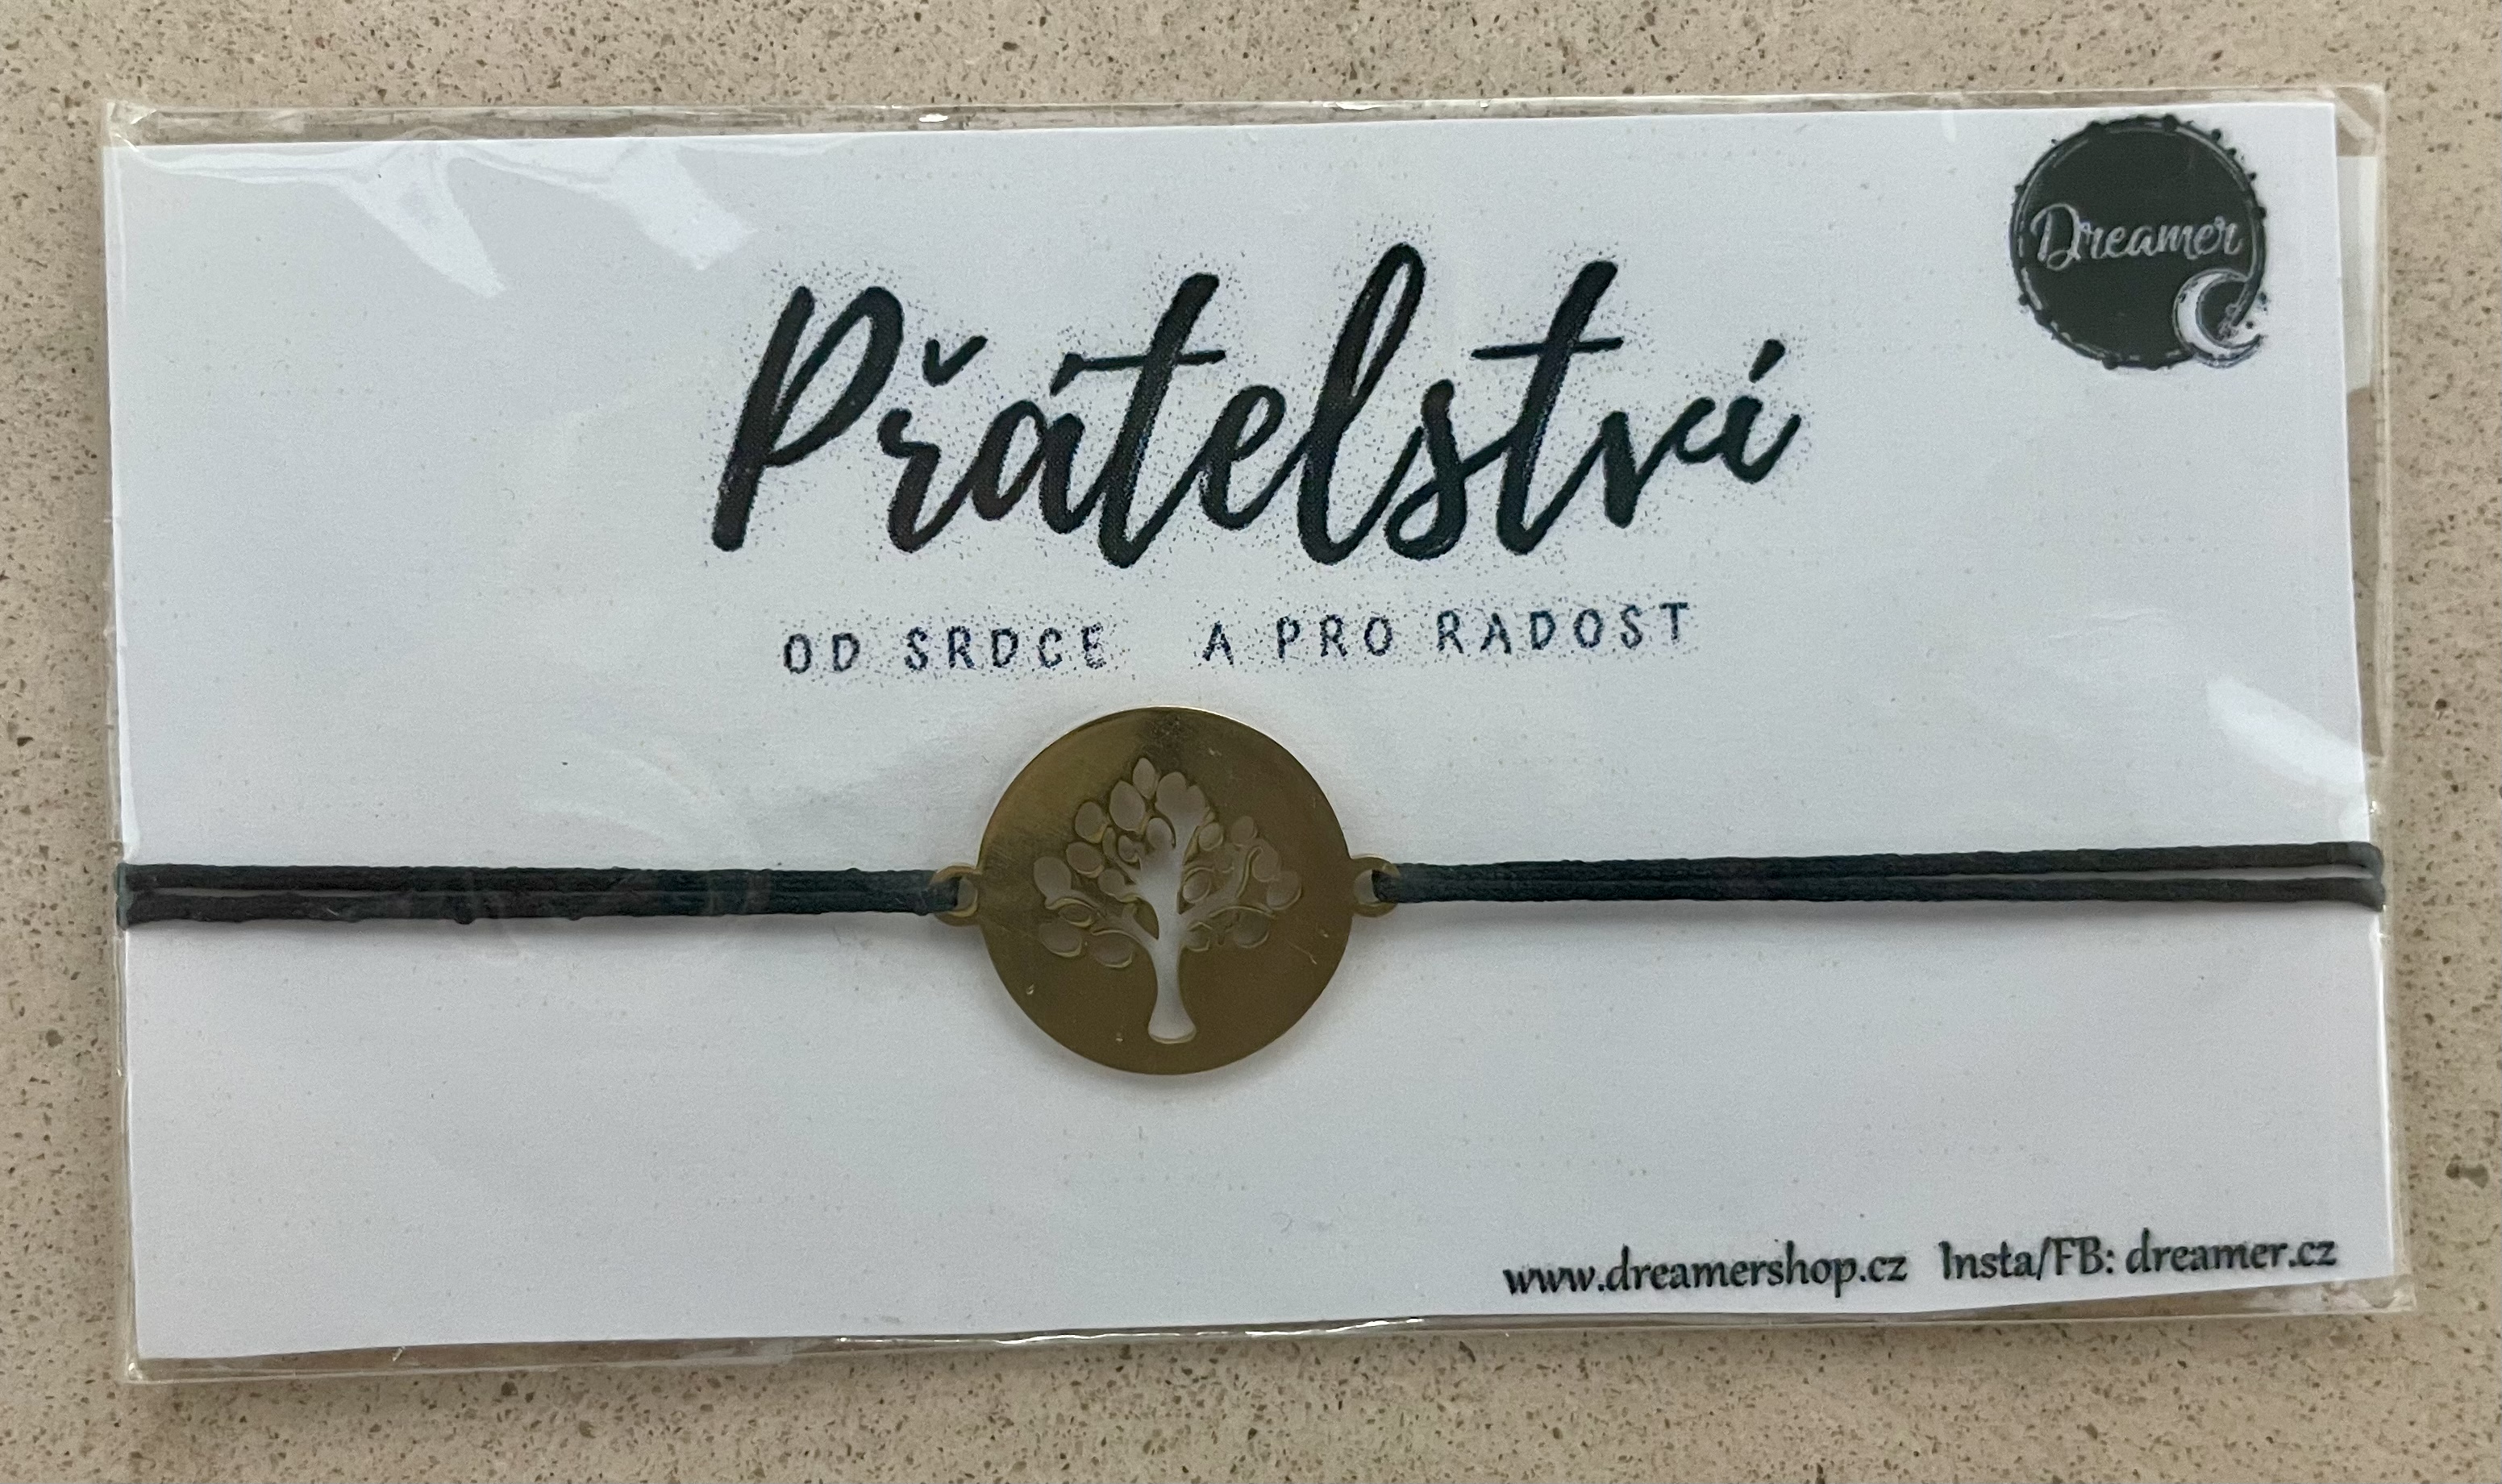 Dreamer
Přátelství
OD SRDCE A PRO RADOST
www.dreamershop.cz Insta/FB: dreamer.cz